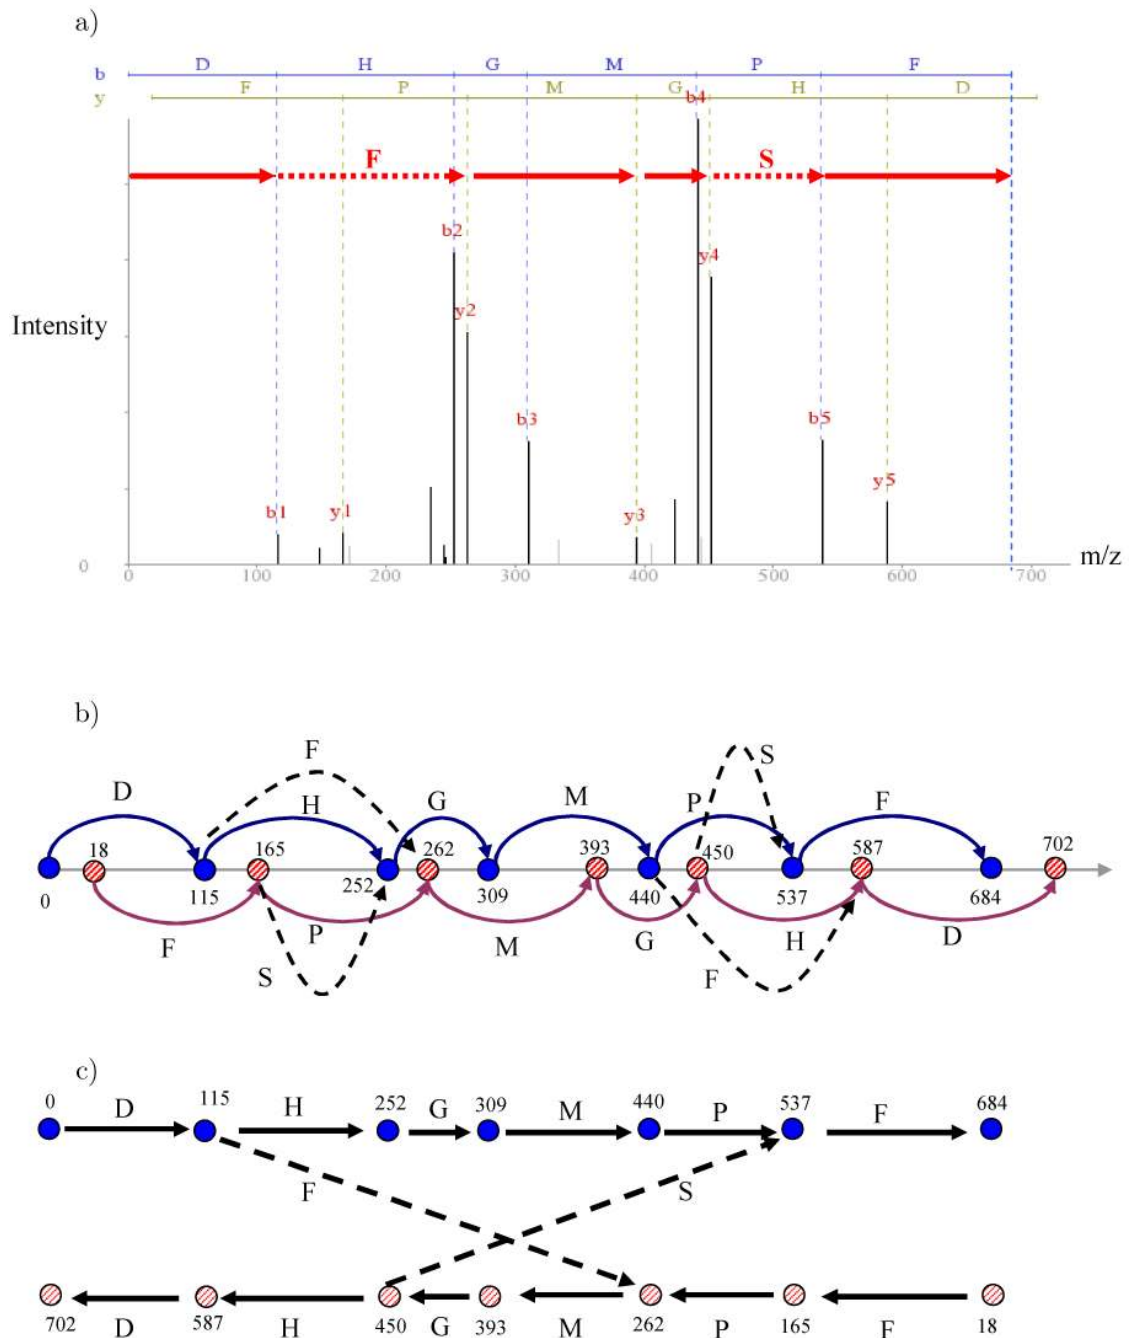 a)
D H G M P F
b
F P M G H D
y
b4
F S
b2
y4
y2
Intensity
b3 b5
y5
b1 y1 y3
0
m/z
0 100 200 300 400 500 600 700
b)
F S
D H G M P F
18 165 262 393 450 587 702
0 115 252 309 440 537 684
F P M G H D
S F
c)
0 D 115 H 252 G 309 M 440 P 537 F 684
F S
702 D 587 H 450 G 393 M 262 P 165 F 18